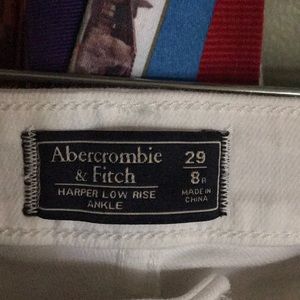 Abercrombie
& Fitch
HARPER LOW RISE
ANKLE
29
8R
MADE IN
CHINA